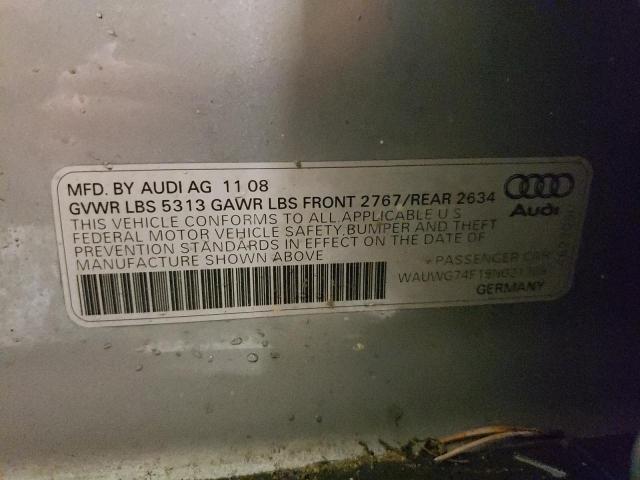 MFD. BY AUDI AG 11 08
GVWR LBS 5313 GAWR LBS FRONT 2767/REAR 2634
THIS VEHICLE CONFORMS TO ALL APPLICABLE U S
FEDERAL MOTOR VEHICLE SAFETY,BUMPER AND THEFT
PREVENTION STANDARDS IN EFFECT ON THE DATE OF
MANUFACTURE SHOWN ABOVE
Audi
PASSENGER CAR
GERMANY